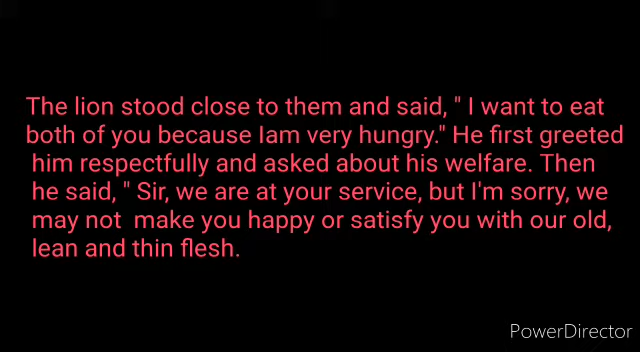 The lion stood close to them and said, " I want to eat
both of you because Iam very hungry." He first greeted
him respectfully and asked about his welfare. Then
he said, " Sir, we are at your service, but I'm sorry, we
may not  make you happy or satisfy you with our old,
lean and thin flesh.
PowerDirector